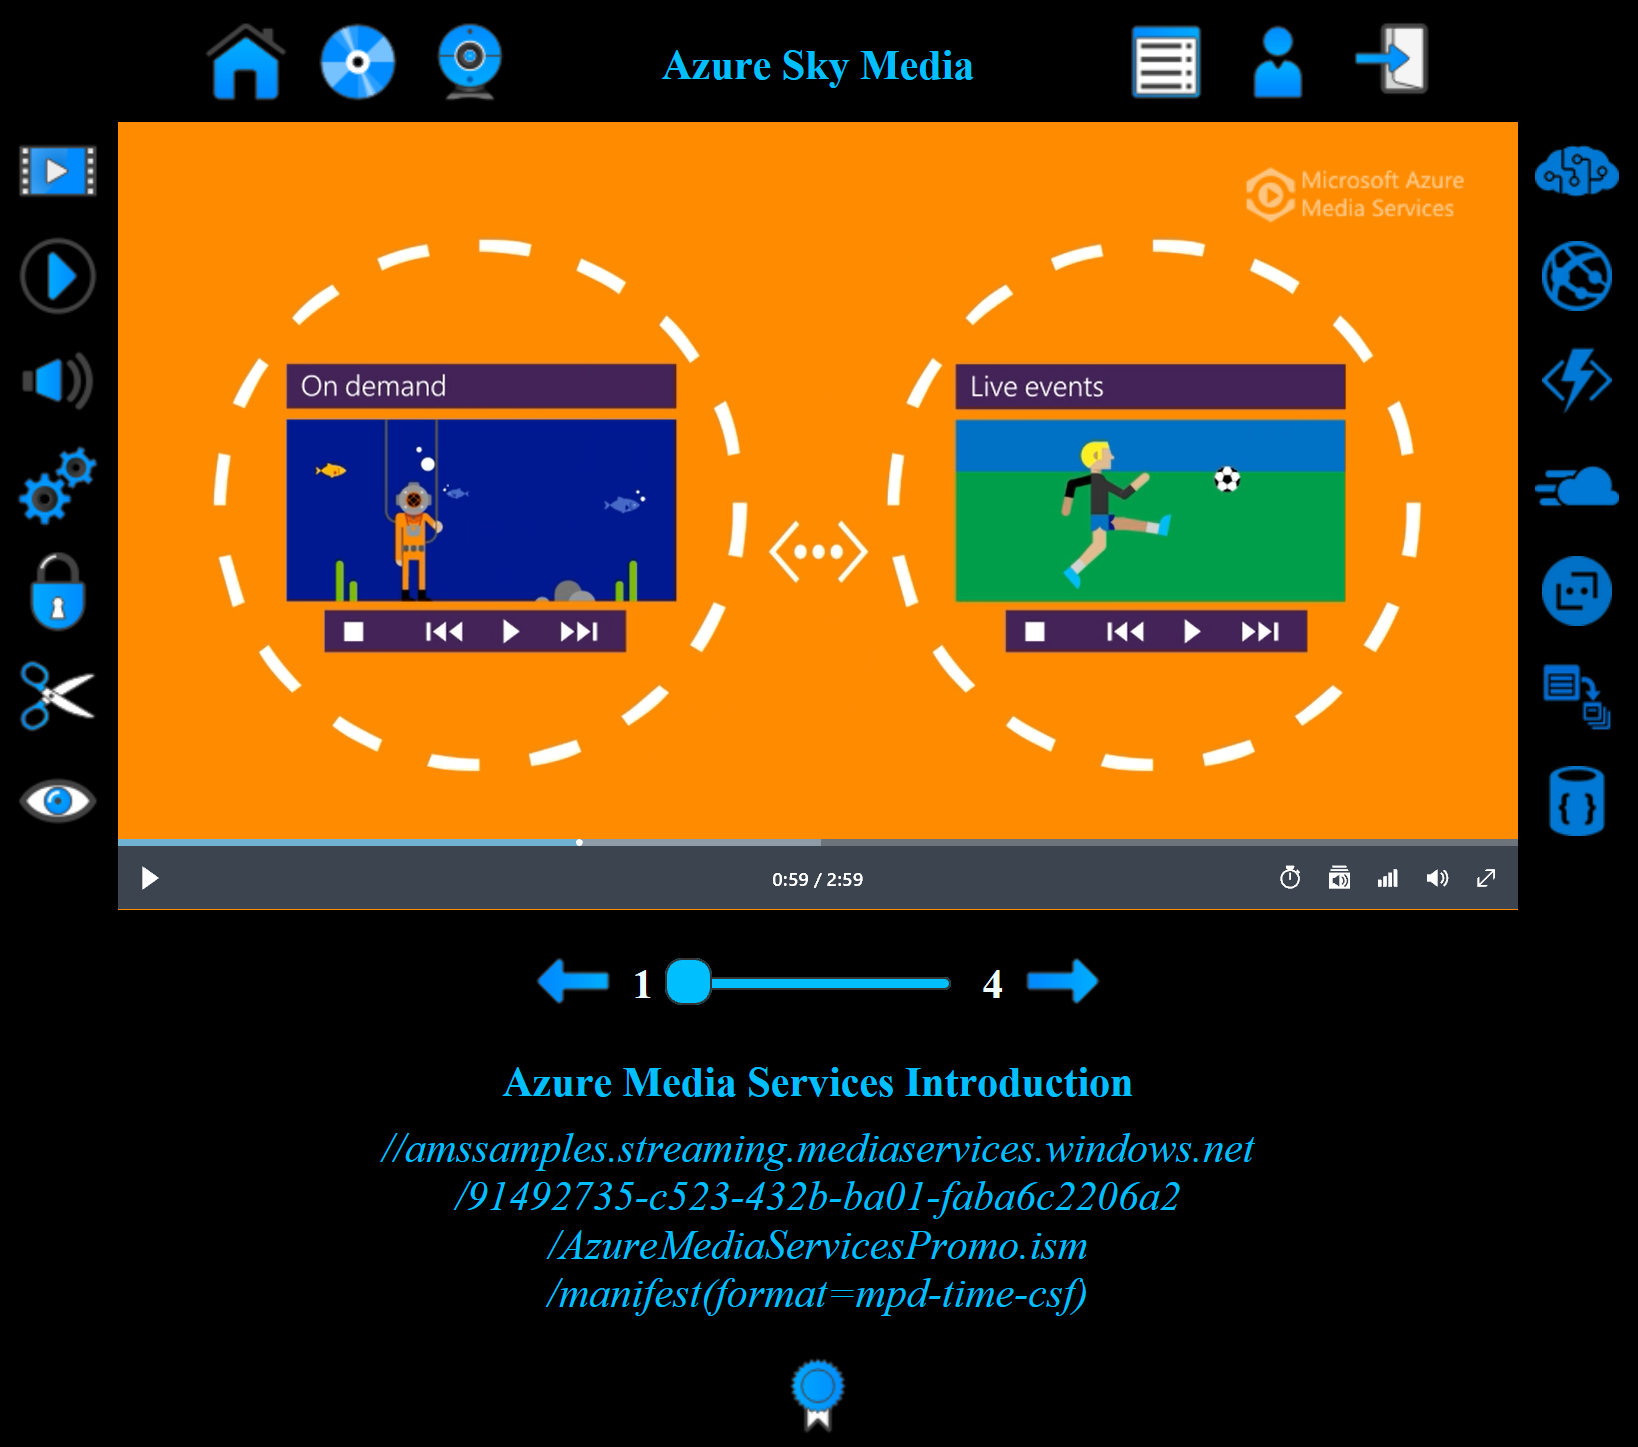 Azure Sky Media
Microsoft Azure
Media Services
On demand
Live events
0:59 / 2:59
1
4
Azure Media Services Introduction
//amssamples.streaming.mediaservices.windows.net
/91492735-c523-432b-ba01-faba6c2206a2
/AzureMediaServicesPromo.ism
/manifest(format=mpd-time-csf)